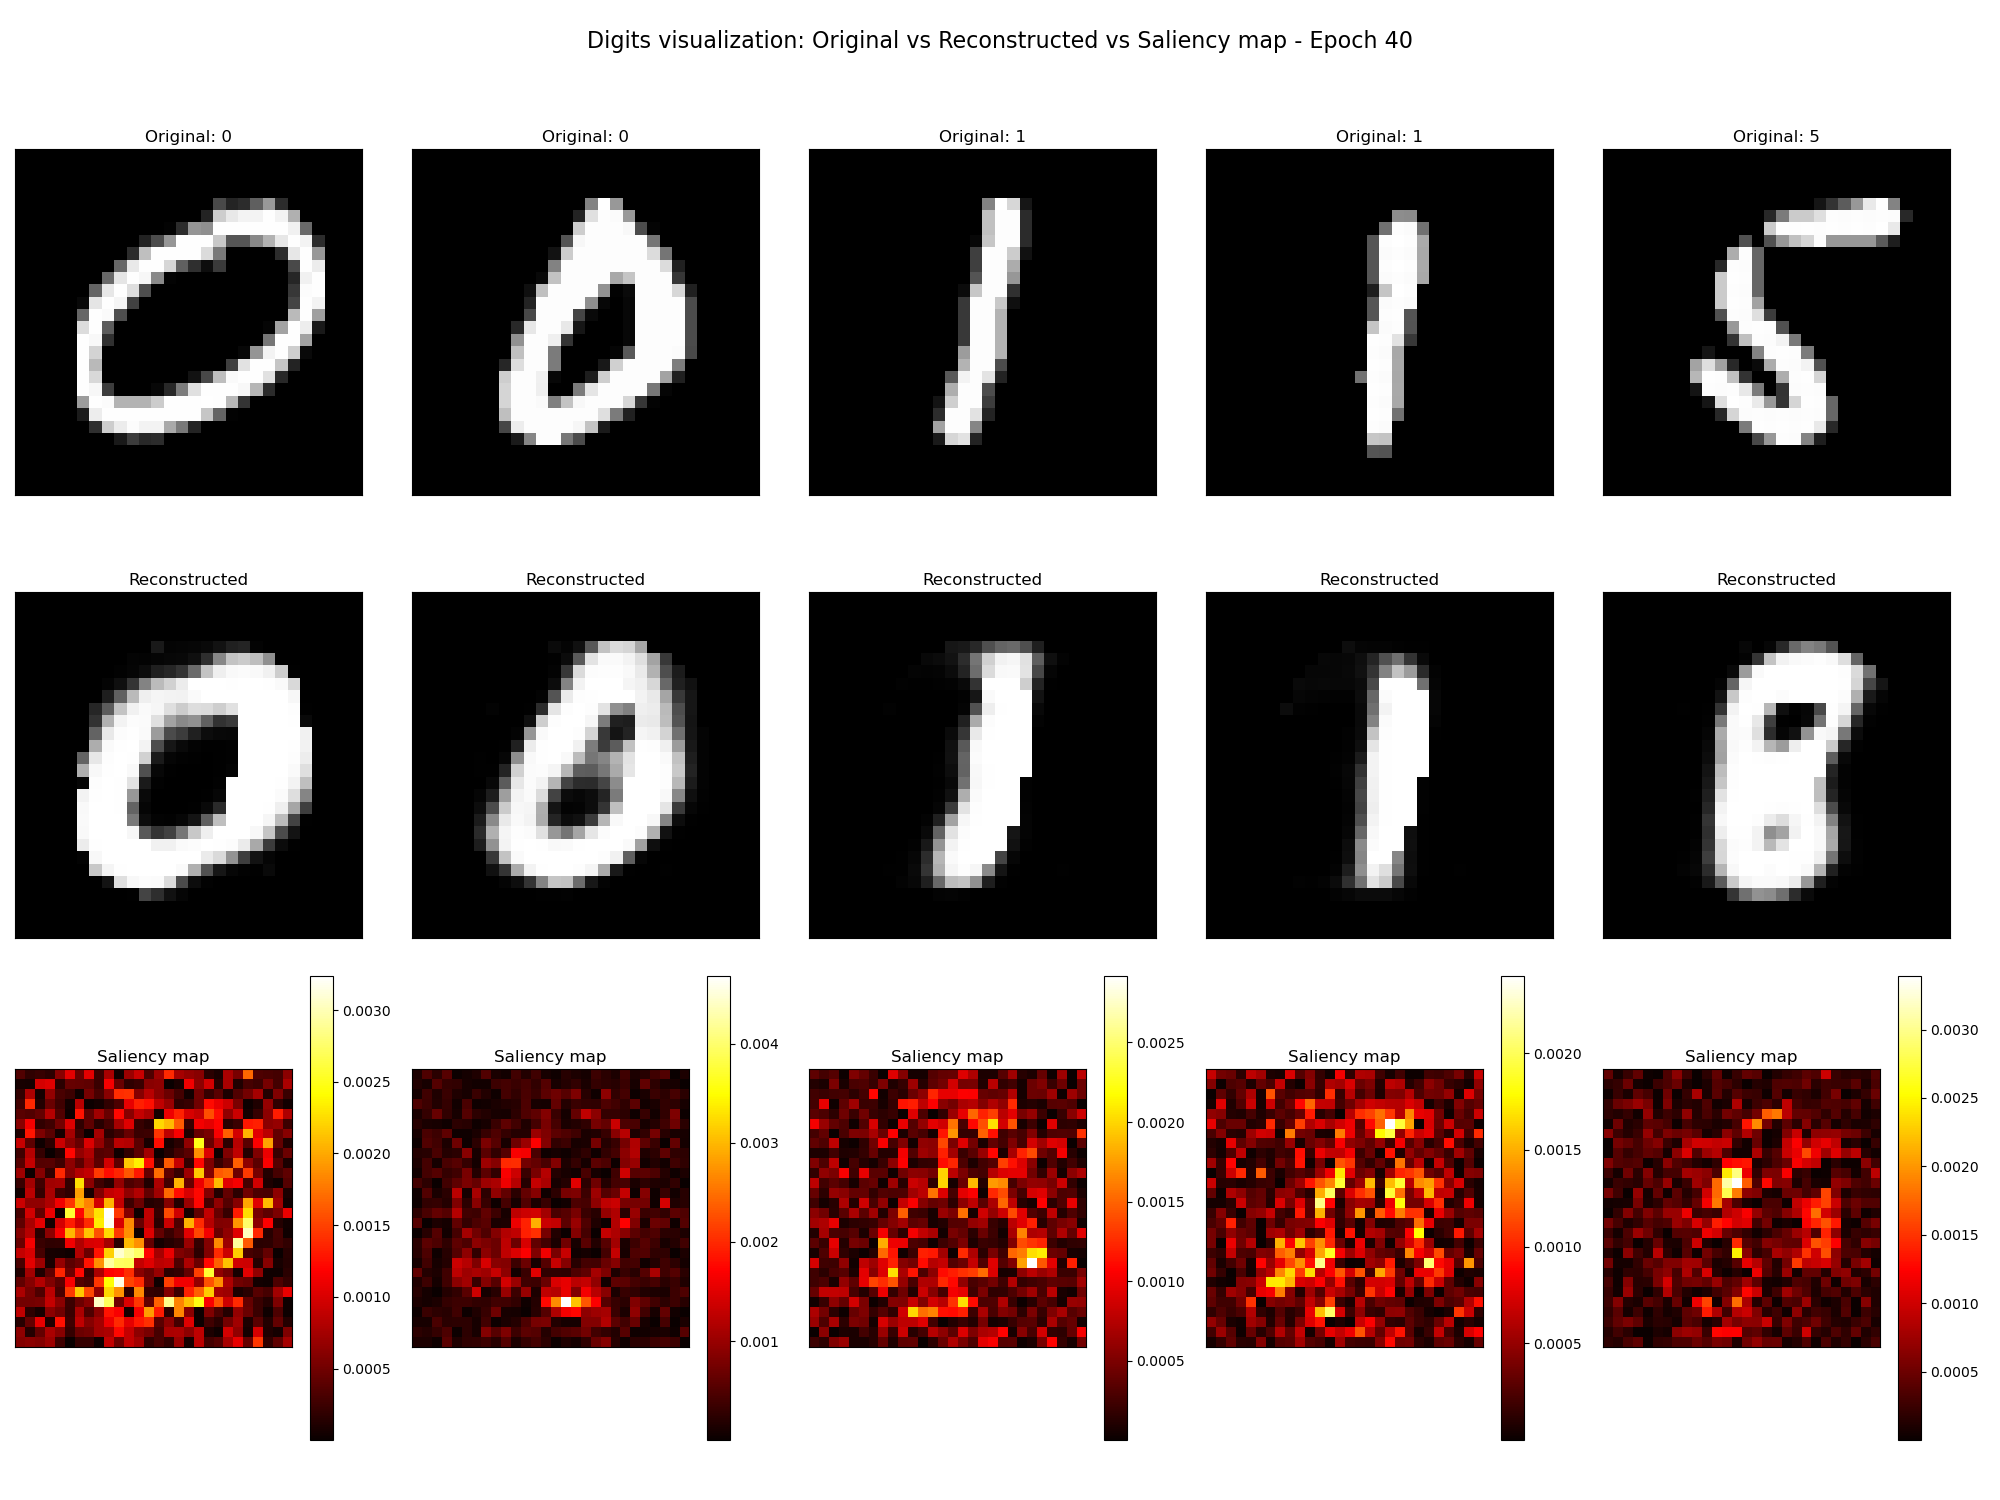 Digits visualization: Original vs Reconstructed vs Saliency map - Epoch 40
Original: 0
Original: 0
Original: 1
Original: 1
Original: 5
Reconstructed
Reconstructed
Reconstructed
Reconstructed
Reconstructed
Saliency map
0.0030
0.0025
0.0020
0.0015
0.0010
0.0005
Saliency map
0.004
0.003
0.002
0.001
Saliency map
0.0025
0.0020
0.0015
0.0010
0.0005
Saliency map
0.0020
0.0015
0.0010
0.0005
Saliency map
0.0030
0.0025
0.0020
0.0015
0.0010
0.0005